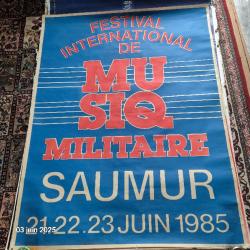 FESTIVAL
INTERNATIONAL
DE
MU
SIQ
MILITAIRE
SAUMUR
21.22.23 JUIN 1985
03 juin 2025